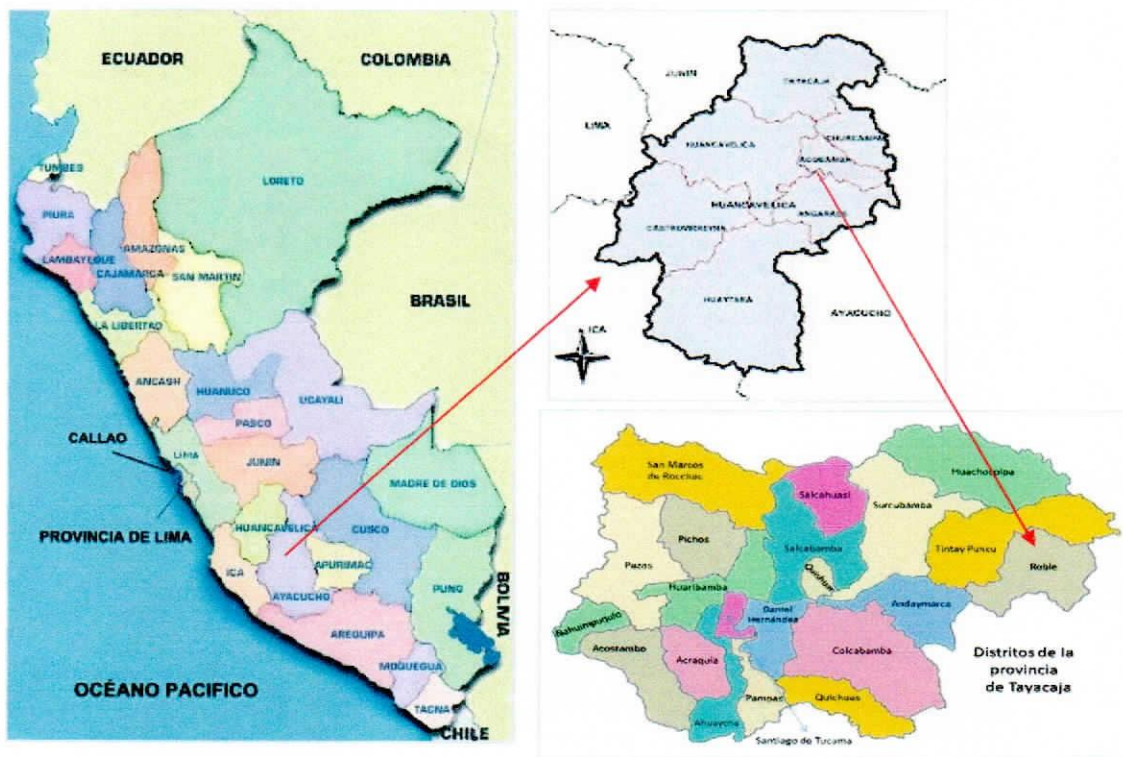 ECUADOR
COLOMBIA
TUMBES
LORETO
PIURA
AMAZONAS
LAMBAYEQUE
CAJAMARCA
SAN MARTIN
BRASIL
LA LIBERTAD
ANCASH
HUANUCO
UCAYALI
PASCO
CALLAO
LIMA
JUNIN
MADRE DE DIOS
PROVINCIA DE LIMA
HUANCAVELICA
CUSCO
ICA
APURIMAC
AYACUCHO
PUNO
BOLIVIA
AREQUIPA
MOQUEGUA
OCÉANO PACIFICO
TACNA
CHILE
JUNIN
TAYACAJA
LIMA
CHURCAMPA
HUANCAVELICA
ACOBAMBA
HUANCAVELICA
ANGARAES
CASTROVIRREYNA
HUAYTARA
AYACUCHO
ICA
San Marcos
de Rocchac
Salcahuasi
Huachocolpa
Surcubamba
Pichos
Salcabamba
Tintay Puncu
Roble
Pazos
Quishuar
Huaribamba
Daniel
Hernández
Andaymarca
Acostambo
Acraquia
Colcabamba
Distritos de la
provincia
de Tayacaja
Pampas
Quichuas
Ahuaycha
Santiago de Tucuma